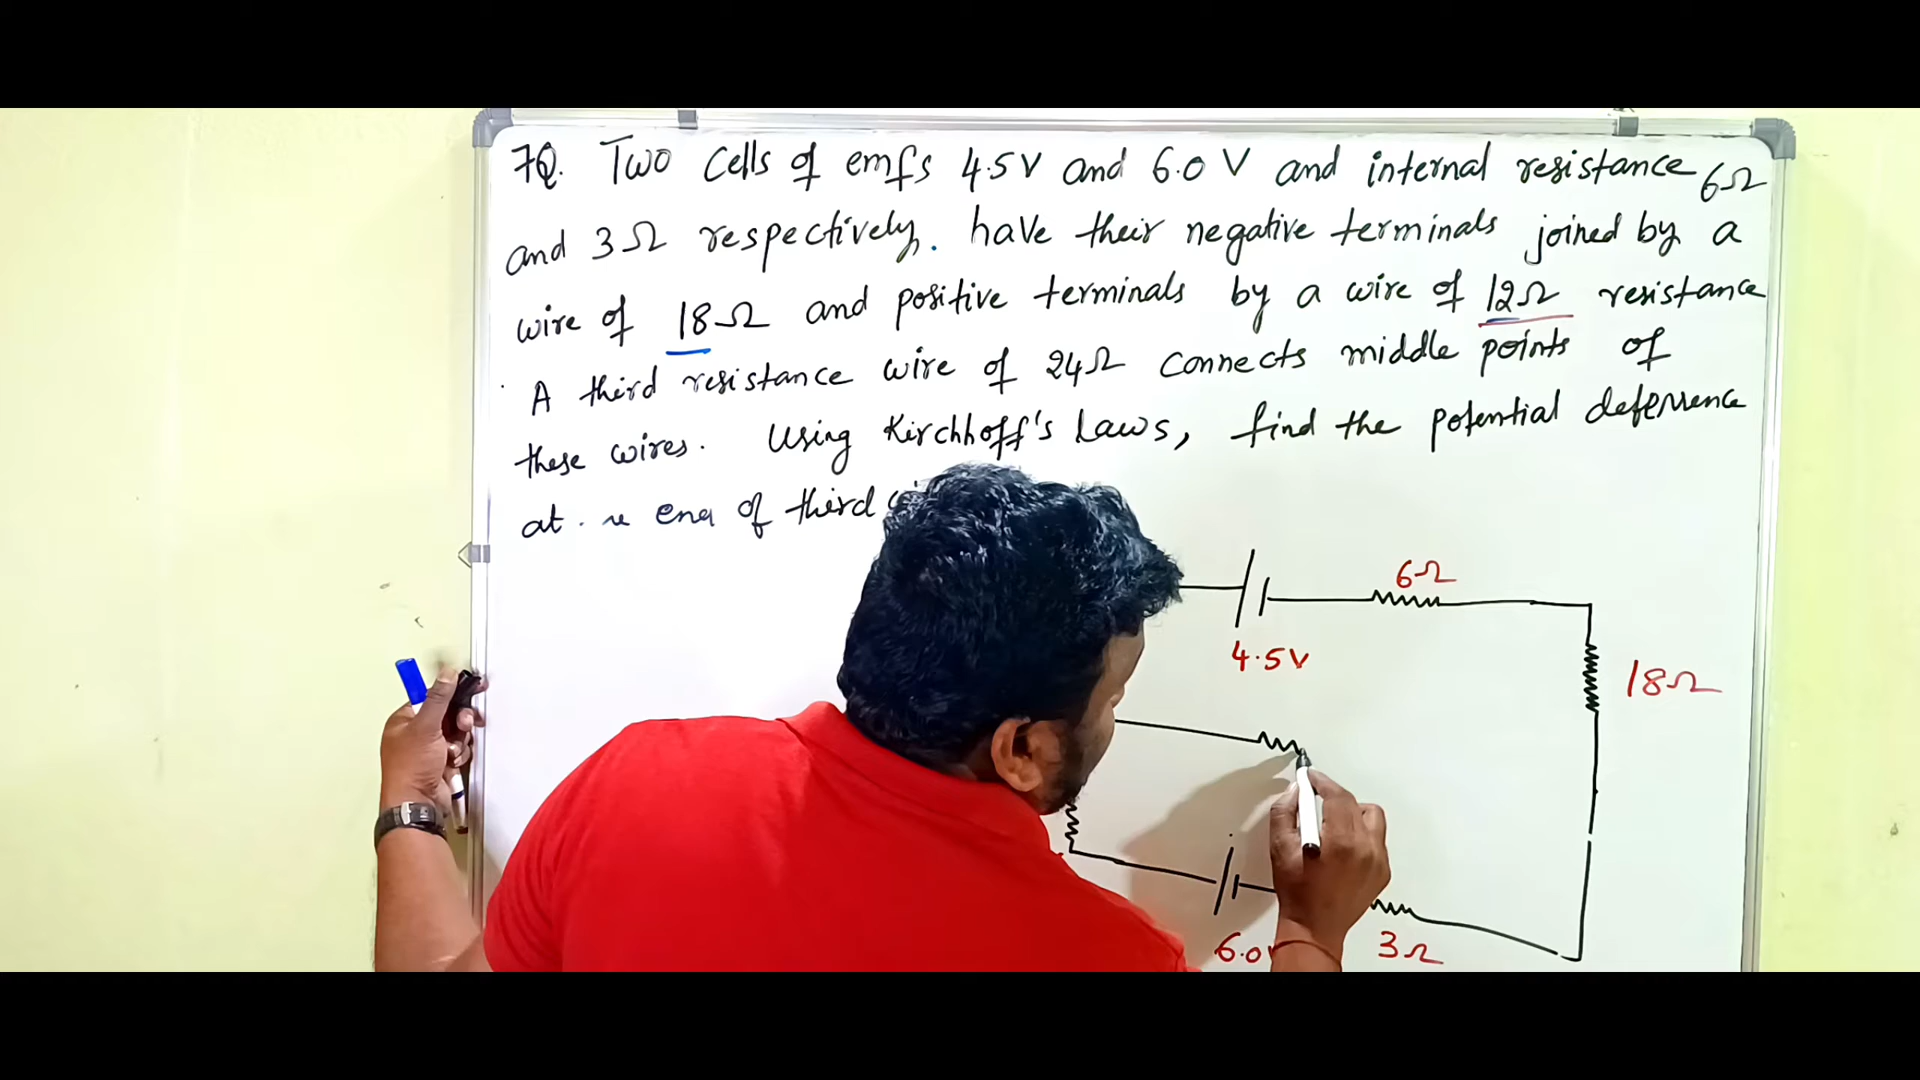 7Q. Two cells of emfs 4.5V and 6.0 V and internal resistance 6Ω
and 3Ω respectively. have their negative terminals joined by a
wire of 18Ω and positive terminals by a wire of 12Ω resistance
A third resistance wire of 24Ω connects middle points of
these wires. Using Kirchhoff's Laws, find the potential
at end of third
6Ω
4.5V
18Ω
6.0
3Ω